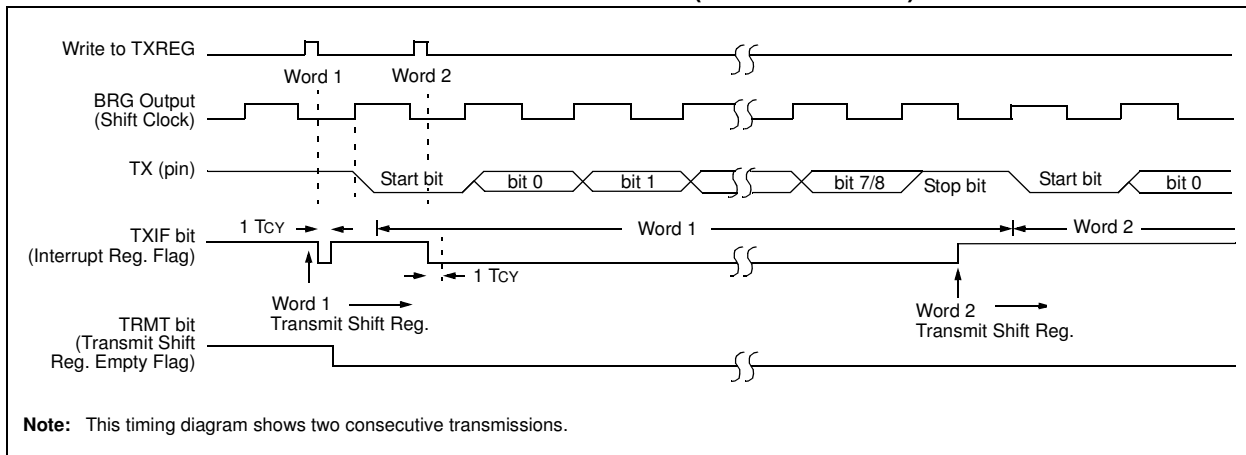 Write to TXREG
Word 1
Word 2
BRG Output
(Shift Clock)
TX (pin)
Start bit
bit 0
bit 1
bit 7/8
Stop bit
Start bit
bit 0
1 TCY
Word 1
Word 2
TXIF bit
(Interrupt Reg. Flag)
1 TCY
Word 1
Transmit Shift Reg.
Word 2
Transmit Shift Reg.
TRMT bit
(Transmit Shift
Reg. Empty Flag)
Note: This timing diagram shows two consecutive transmissions.